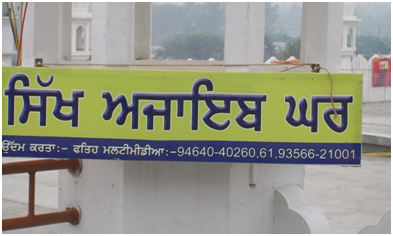 ਸਿੱਖ ਅਜਾਇਬ ਘਰ
ਉੱਦਮ ਕਰਤਾ:- ਫਤਿਹ ਮਲਟੀਮੀਡੀਆ:-94640-40260,61,93566-21001